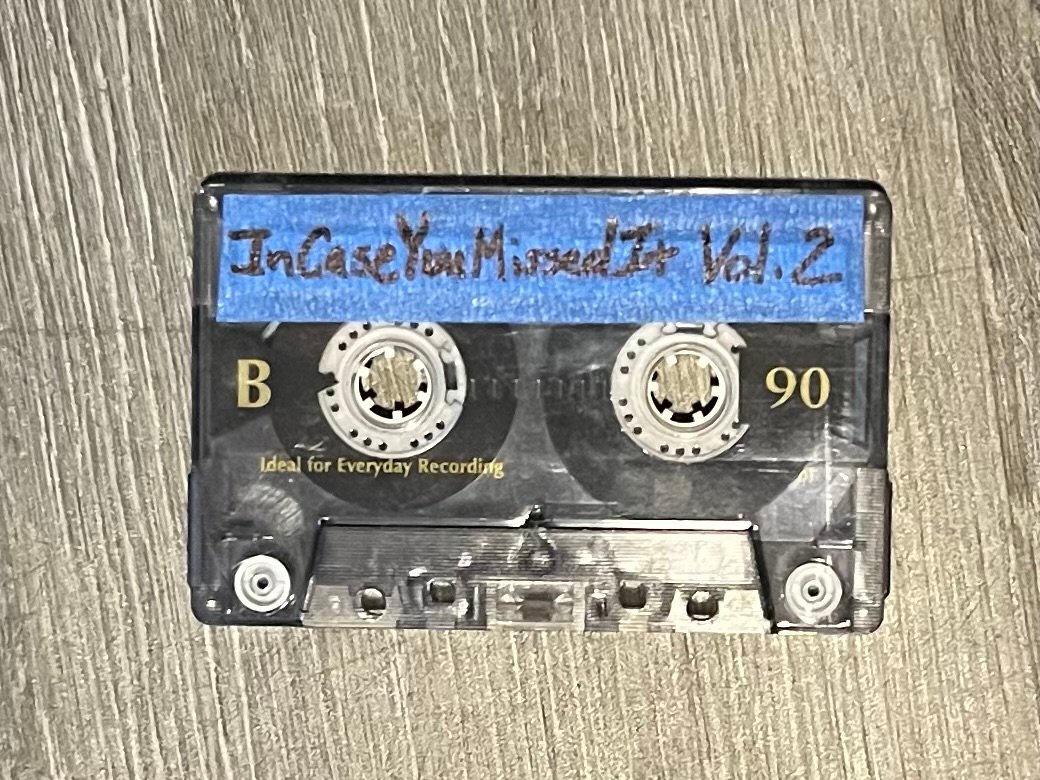 InCaseYouMissedIt Vol. 2
B 90
Ideal for Everyday Recording